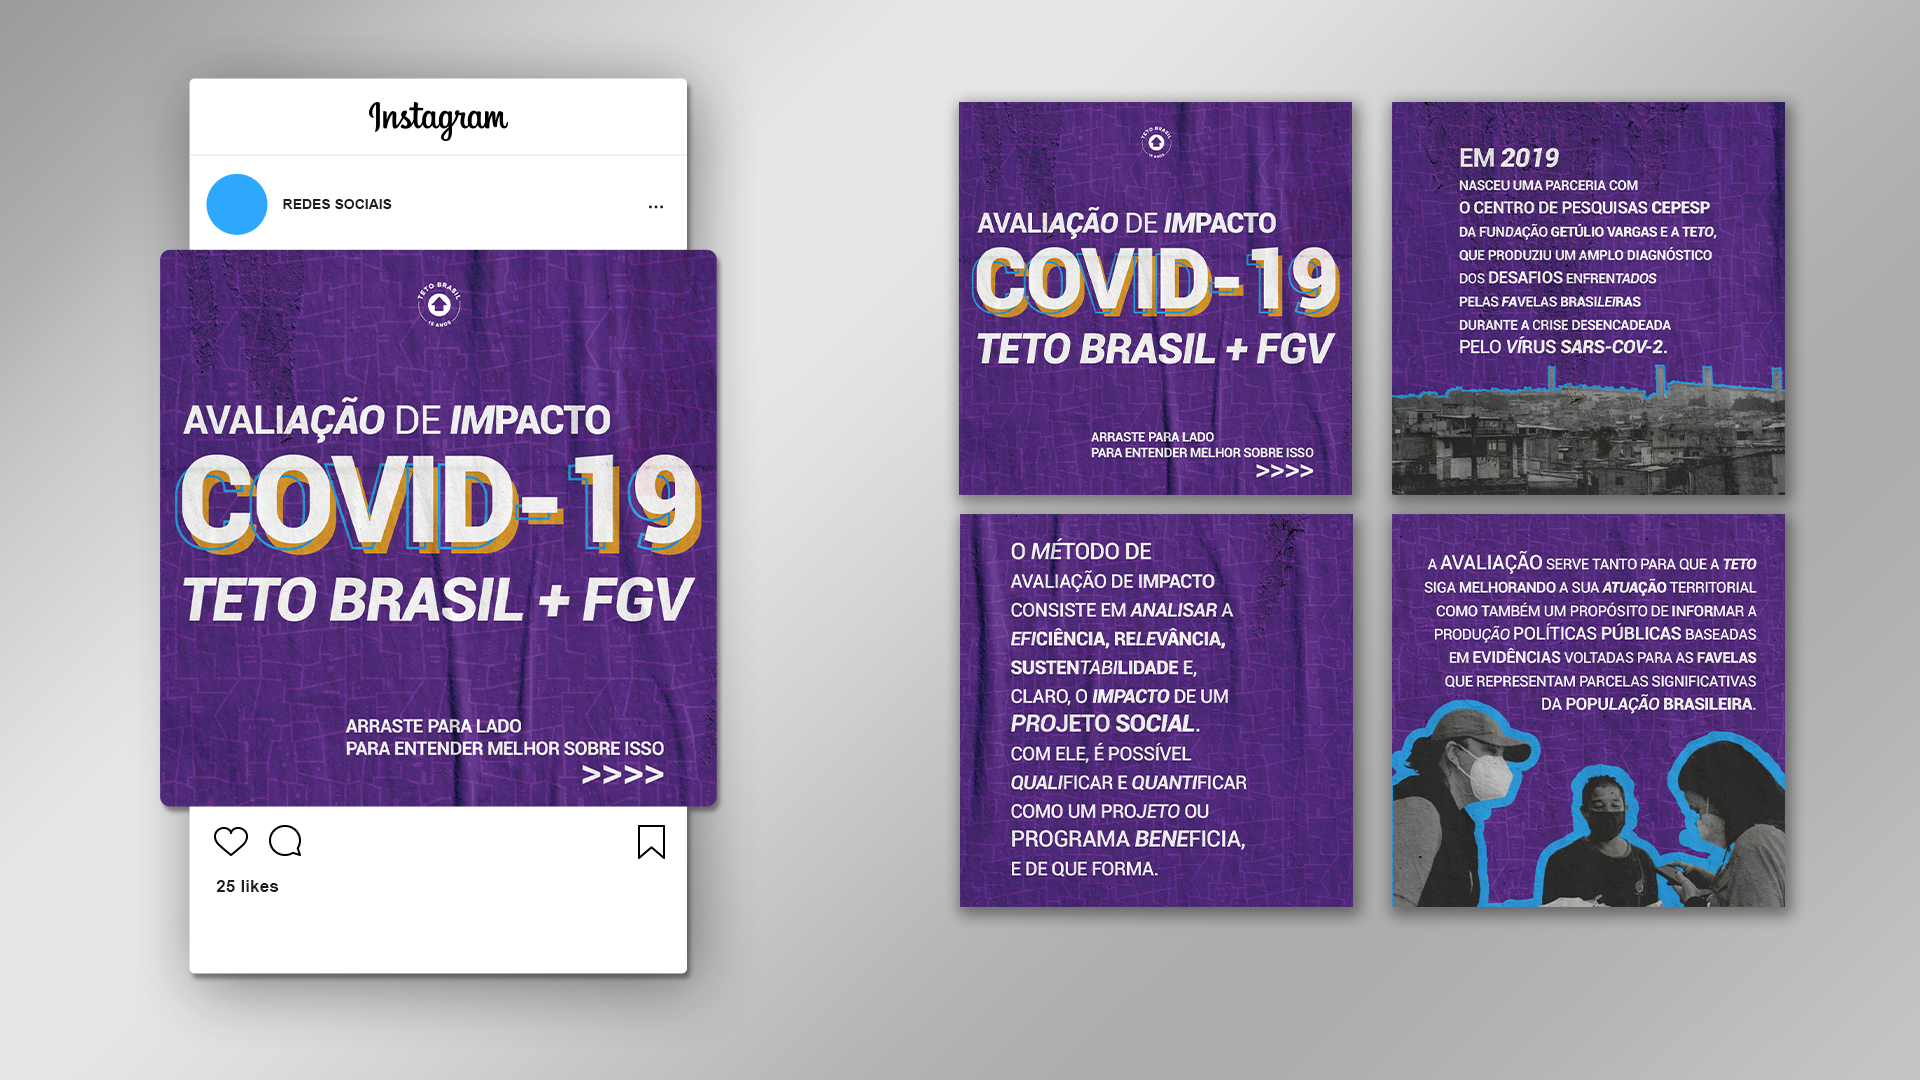 Instagram
REDES SOCIAIS
...
TETO BRASIL
15 ANOS
AVALIAÇÃO DE IMPACTO
COVID-19
TETO BRASIL + FGV
ARRASTE PARA LADO
PARA ENTENDER MELHOR SOBRE ISSO
>>>>
25 likes
TETO BRASIL
15 ANOS
AVALIAÇÃO DE IMPACTO
COVID-19
TETO BRASIL + FGV
ARRASTE PARA LADO
PARA ENTENDER MELHOR SOBRE ISSO
>>>>
EM 2019
NASCEU UMA PARCERIA COM
O CENTRO DE PESQUISAS CEPESP
DA FUNDAÇÃO GETÚLIO VARGAS E A TETO,
QUE PRODUZIU UM AMPLO DIAGNÓSTICO
DOS DESAFIOS ENFRENTADOS
PELAS FAVELAS BRASILEIRAS
DURANTE A CRISE DESENCADEADA
PELO VÍRUS SARS-COV-2.
O MÉTODO DE
AVALIAÇÃO DE IMPACTO
CONSISTE EM ANALISAR A
EFICIÊNCIA, RELEVÂNCIA,
SUSTENTABILIDADE E,
CLARO, O IMPACTO DE UM
PROJETO SOCIAL.
COM ELE, É POSSÍVEL
QUALIFICAR E QUANTIFICAR
COMO UM PROJETO OU
PROGRAMA BENEFICIA,
E DE QUE FORMA.
A AVALIAÇÃO SERVE TANTO PARA QUE A TETO
SIGA MELHORANDO A SUA ATUAÇÃO TERRITORIAL
COMO TAMBÉM UM PROPÓSITO DE INFORMAR A
PRODUÇÃO POLÍTICAS PÚBLICAS BASEADAS
EM EVIDÊNCIAS VOLTADAS PARA AS FAVELAS
QUE REPRESENTAM PARCELAS SIGNIFICATIVAS
DA POPULAÇÃO BRASILEIRA.